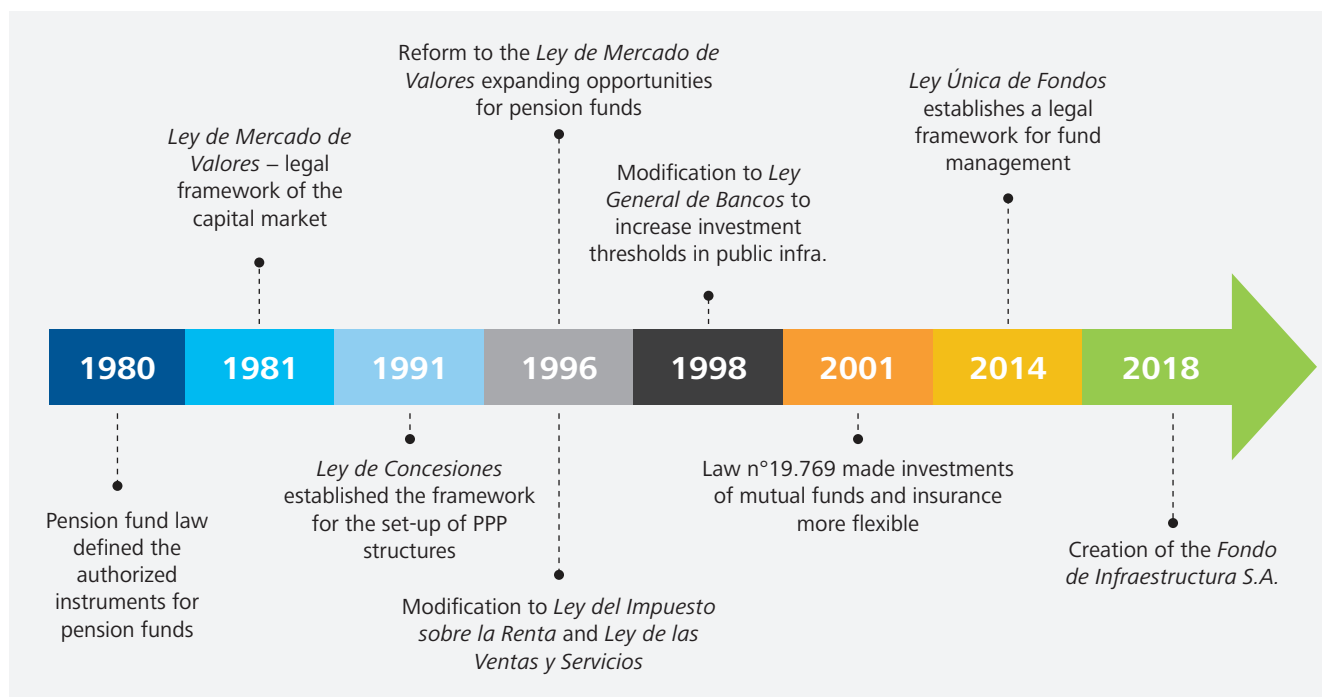 Reform to the Ley de Mercado de
Valores expanding opportunities
for pension funds
Ley Única de Fondos
establishes a legal
framework for fund
management
Ley de Mercado de
Valores – legal
framework of the
capital market
Modification to Ley
General de Bancos to
increase investment
thresholds in public infra.
1980
1981
1991
1996
1998
2001
2014
2018
Pension fund law
defined the
authorized
instruments for
pension funds
Ley de Concesiones
established the framework
for the set-up of PPP
structures
Modification to Ley del Impuesto
sobre la Renta and Ley de las
Ventas y Servicios
Law n°19.769 made investments
of mutual funds and insurance
more flexible
Creation of the Fondo
de Infraestructura S.A.